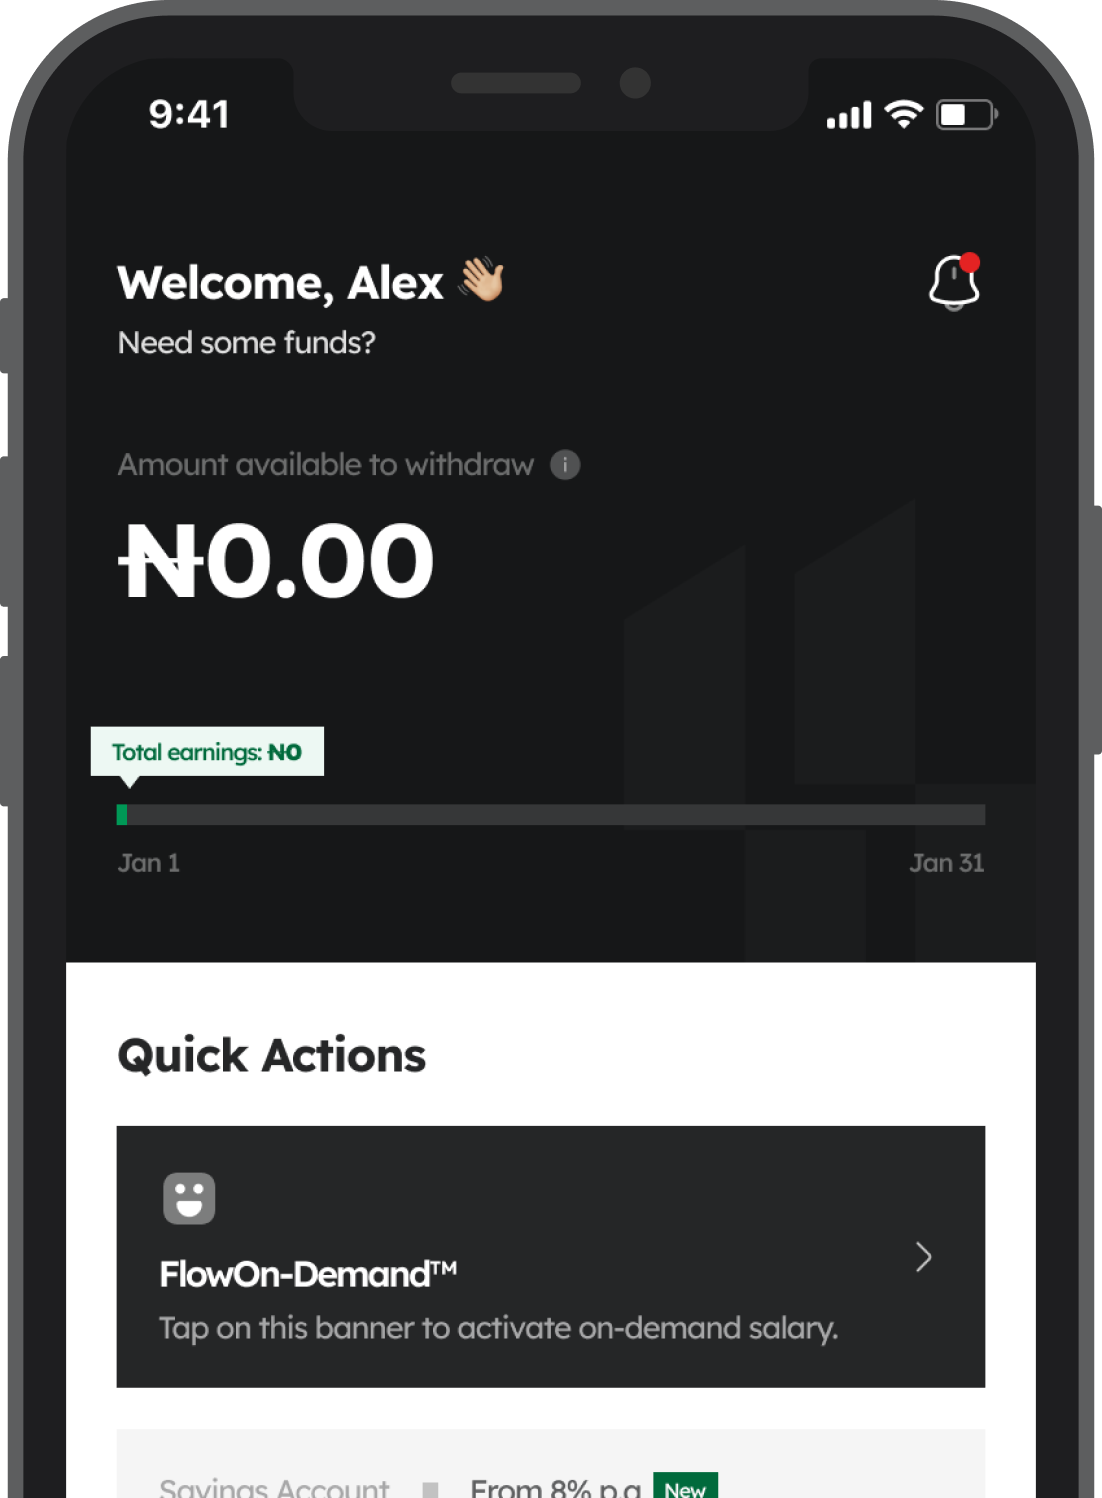 9:41
Welcome, Alex 👋🏼
Need some funds?
Amount available to withdraw i
₦0.00
Total earnings: ₦0
Jan 1
Jan 31
Quick Actions
FlowOn-Demand™
Tap on this banner to activate on-demand salary.
Savings Account
From 8% p.a New